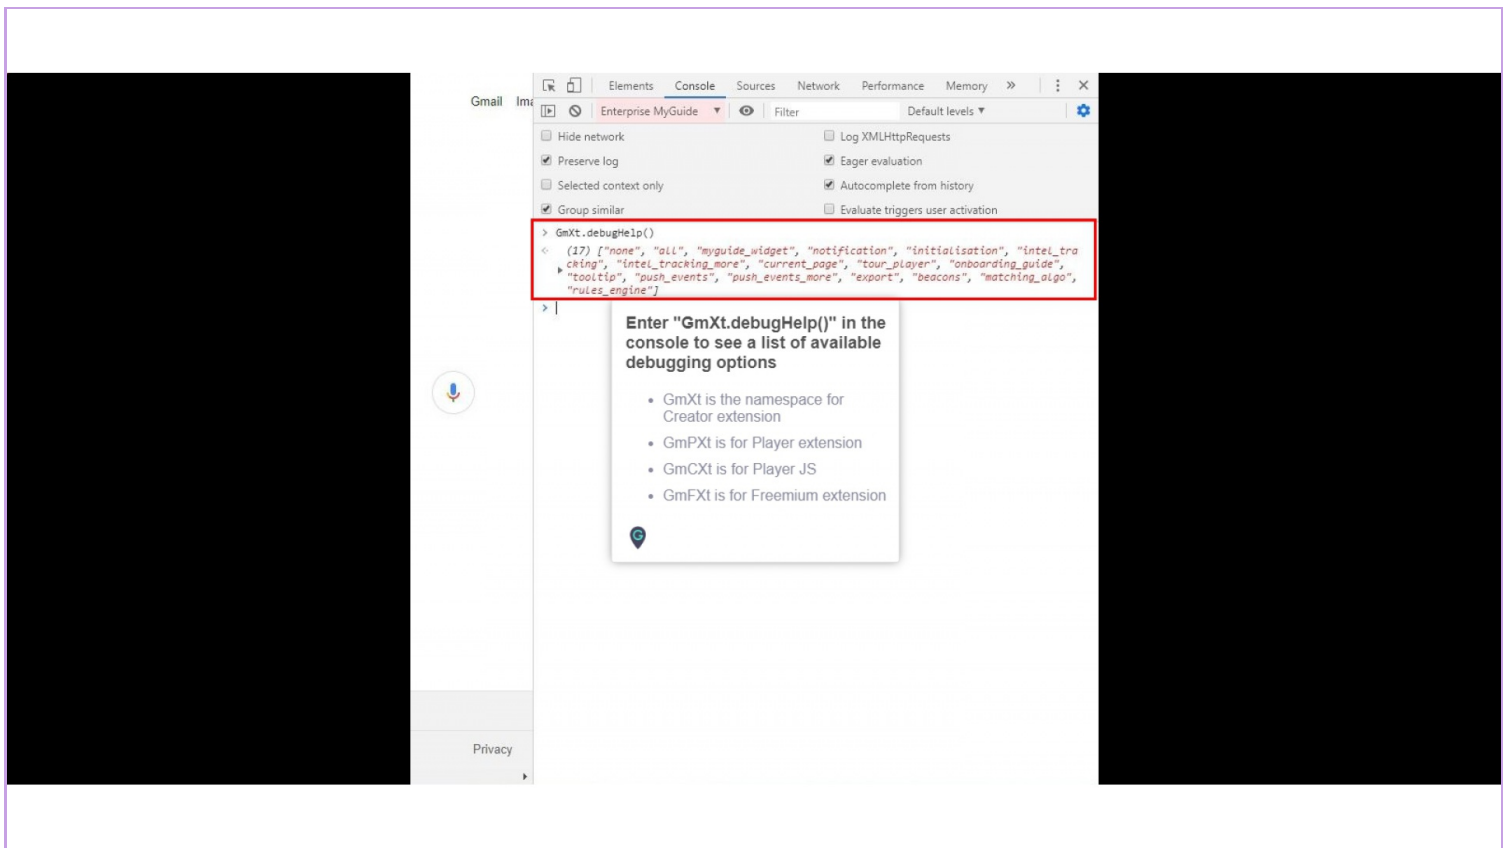 Gmail
Elements Console Sources Network Performance Memory
Enterprise MyGuide Filter Default levels
Hide network Log XMLHttpRequests
Preserve log Eager evaluation
Selected context only Autocomplete from history
Group similar Evaluate triggers user activation
> GmXt.debugHelp()
(17) ["none", "all", "myguide_widget", "notification", "initialisation", "intel_tra
cking", "intel_tracking_more", "current_page", "tour_player", "onboarding_guide",
"tooltip", "push_events", "push_events_more", "export", "beacons", "matching_algo",
"rules_engine"]
>
Enter "GmXt.debugHelp()" in the
console to see a list of available
debugging options
• GmXt is the namespace for
Creator extension
• GmPXt is for Player extension
• GmCXt is for Player JS
• GmFXt is for Freemium extension
G
Privacy